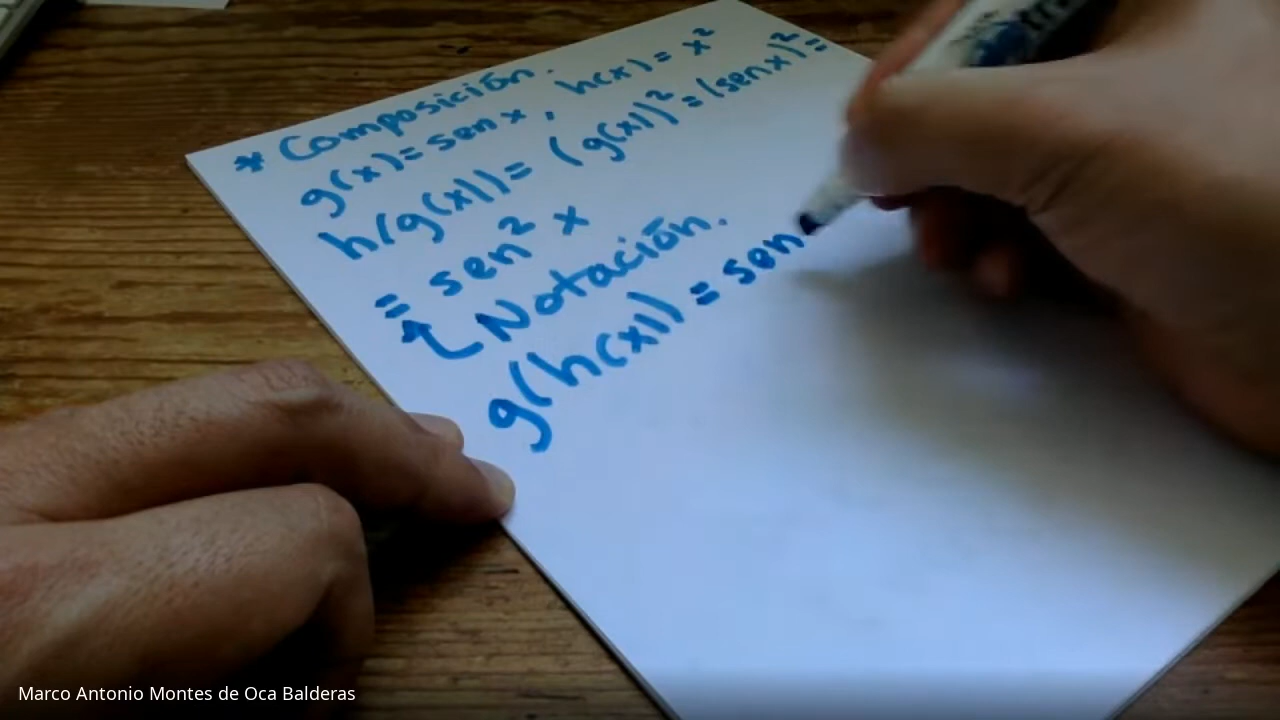 * Composición.
g(x) = sen x, h(x) = x²
h(g(x)) = (g(x))² = (sen x)² =
= sen² x
Notación.
g(h(x)) = sen
Marco Antonio Montes de Oca Balderas